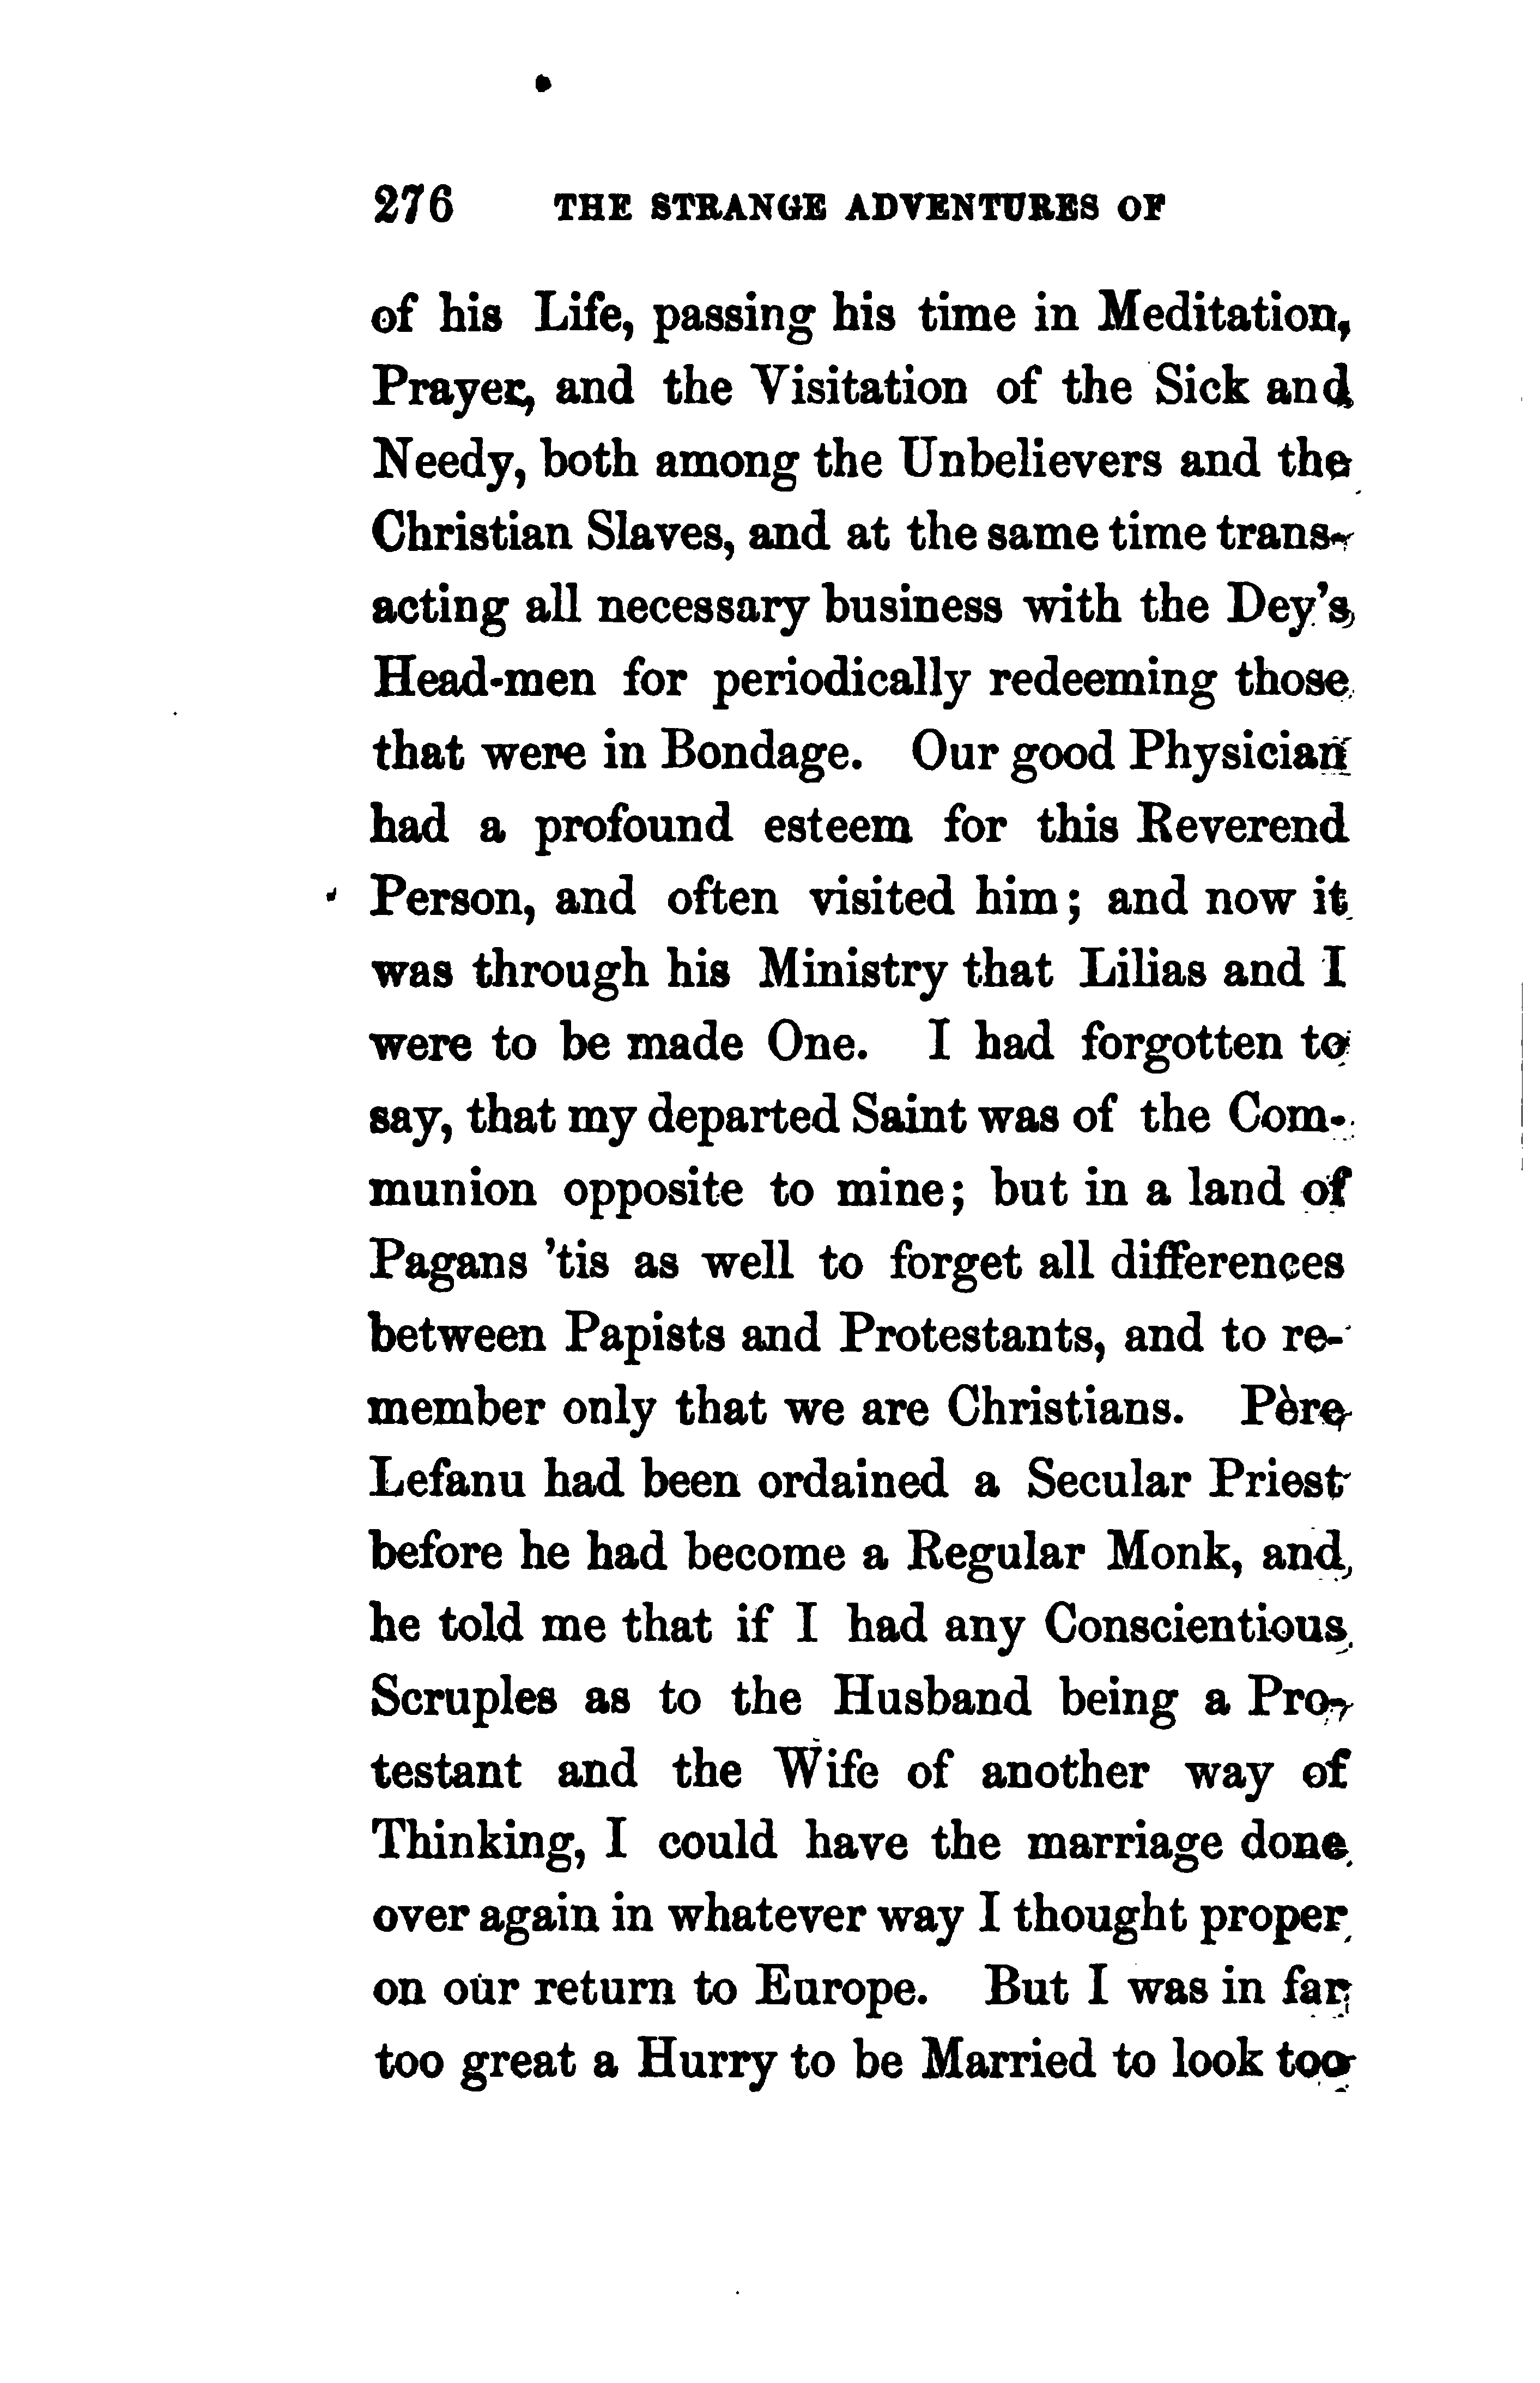 276 THE STRANGE ADVENTURES OF
of his Life, passing his time in Meditation,
Prayer, and the Visitation of the Sick and
Needy, both among the Unbelievers and the
Christian Slaves, and at the same time trans-
acting all necessary business with the Dey's
Head-men for periodically redeeming those
that were in Bondage. Our good Physician
had a profound esteem for this Reverend
Person, and often visited him; and now it
was through his Ministry that Lilias and I
were to be made One. I had forgotten to
say, that my departed Saint was of the Com-
munion opposite to mine; but in a land of
Pagans 'tis as well to forget all differences
between Papists and Protestants, and to re-
member only that we are Christians. Père
Lefanu had been ordained a Secular Priest
before he had become a Regular Monk, and
he told me that if I had any Conscientious
Scruples as to the Husband being a Pro-
testant and the Wife of another way of
Thinking, I could have the marriage done
over again in whatever way I thought proper
on our return to Europe. But I was in far
too great a Hurry to be Married to look too